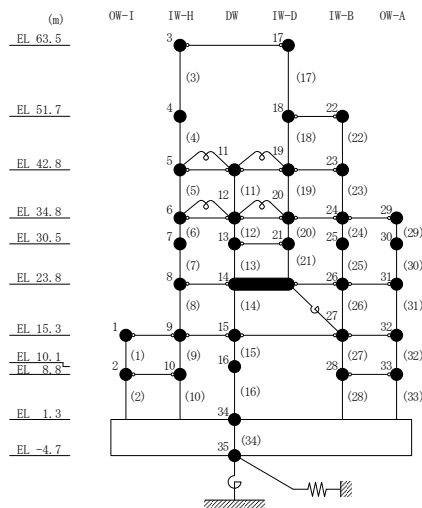 (m) OW-I IW-H DW IW-D IW-B OW-A
EL 63.5 3 17
(3) (17)
EL 51.7 4 18 22
(4) (18) (22)
EL 42.8 5 11 19 23
(5) (11) (19) (23)
EL 34.8 6 12 20 24 29
(6) (12) (20) (24) (29)
EL 30.5 7 13 21 25 30
(7) (13) (21) (25) (30)
EL 23.8 8 14 26 31
(8) (14) (26) (31)
EL 15.3 1 9 15 27 32
(1) (9) (15) (27) (32)
EL 10.1 16
EL 8.8 2 10 28 33
(2) (10) (16) (28) (33)
EL 1.3 34
(34)
EL -4.7 35